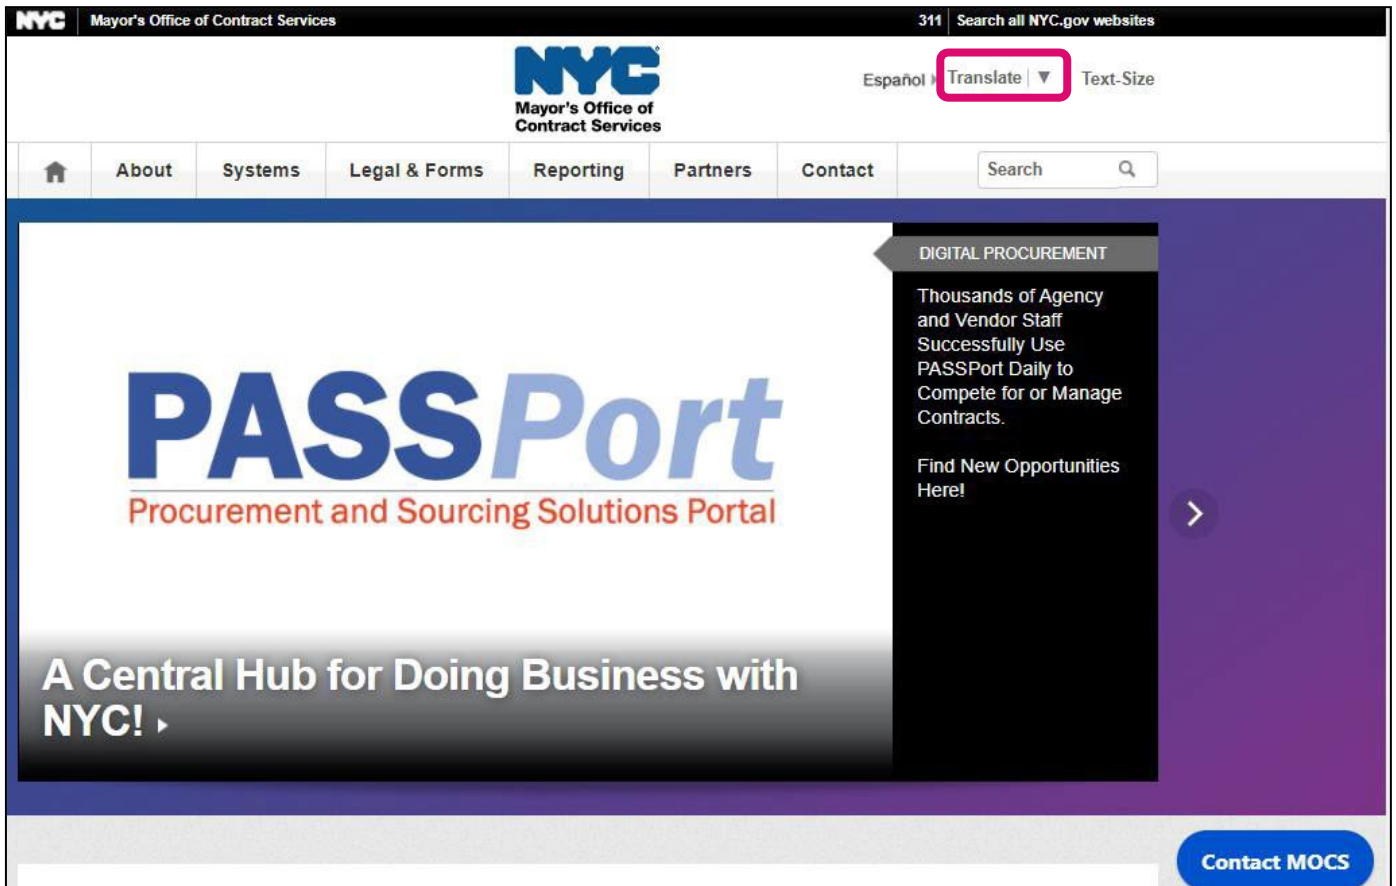 NYC Mayor's Office of Contract Services 311 Search all NYC.gov websites
NYC
Mayor's Office of
Contract Services
Español Translate ▼ Text-Size
About Systems Legal & Forms Reporting Partners Contact Search
DIGITAL PROCUREMENT
Thousands of Agency
and Vendor Staff
Successfully Use
PASSPort Daily to
Compete for or Manage
Contracts.
Find New Opportunities
Here!
PASSPort
Procurement and Sourcing Solutions Portal
A Central Hub for Doing Business with
NYC!
Contact MOCS